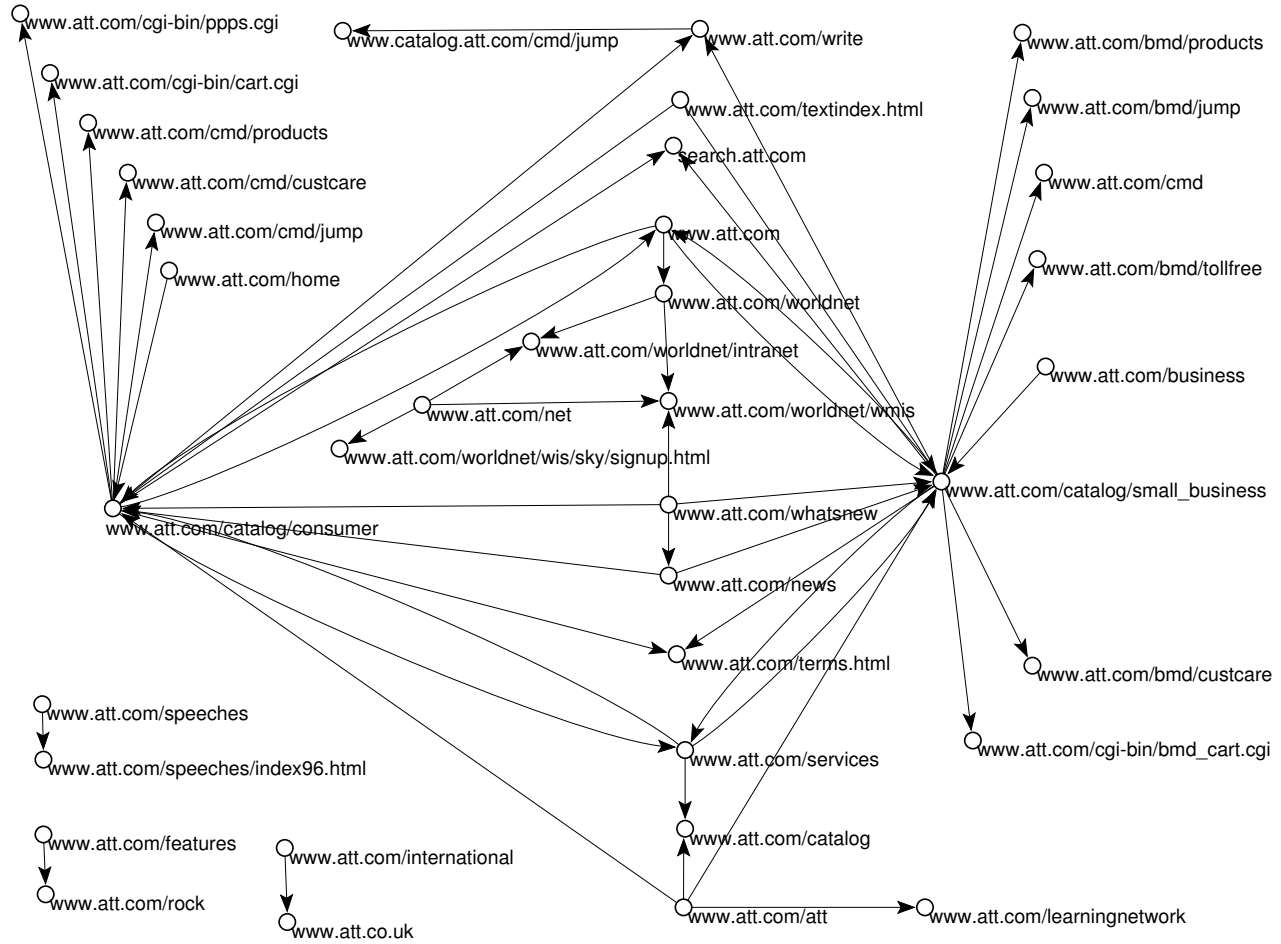 www.att.com/cgi-bin/ppps.cgi
www.catalog.att.com/cmd/jump
www.att.com/write
www.att.com/bmd/products
www.att.com/cgi-bin/cart.cgi
www.att.com/textindex.html
www.att.com/bmd/jump
www.att.com/cmd/products
search.att.com
www.att.com/cmd/custcare
www.att.com/cmd
www.att.com/cmd/jump
www.att.com
www.att.com/home
www.att.com/bmd/tollfree
www.att.com/worldnet
www.att.com/worldnet/intranet
www.att.com/business
www.att.com/net
www.att.com/worldnet/wmis
www.att.com/worldnet/wis/sky/signup.html
www.att.com/catalog/small_business
www.att.com/catalog/consumer
www.att.com/whatsnew
www.att.com/news
www.att.com/terms.html
www.att.com/bmd/custcare
www.att.com/speeches
www.att.com/services
www.att.com/cgi-bin/bmd_cart.cgi
www.att.com/speeches/index96.html
www.att.com/features
www.att.com/international
www.att.com/catalog
www.att.com/rock
www.att.co.uk
www.att.com/att
www.att.com/learningnetwork